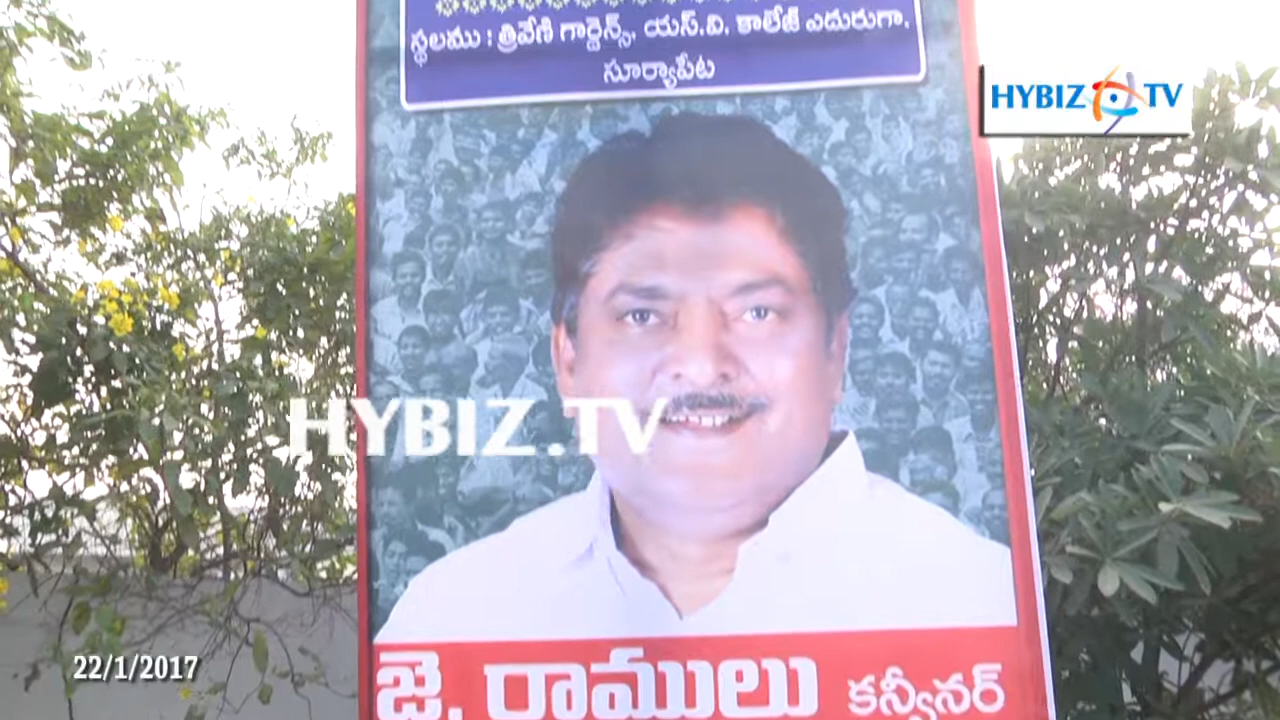 స్థలము : త్రివేణి గార్డెన్స్, యస్.వి. కాలేజ్ ఎదురుగా.
సూర్యాపేట
HYBIZ TV
HYBIZ.TV
22/1/2017
జె. రాములు కన్వీనర్